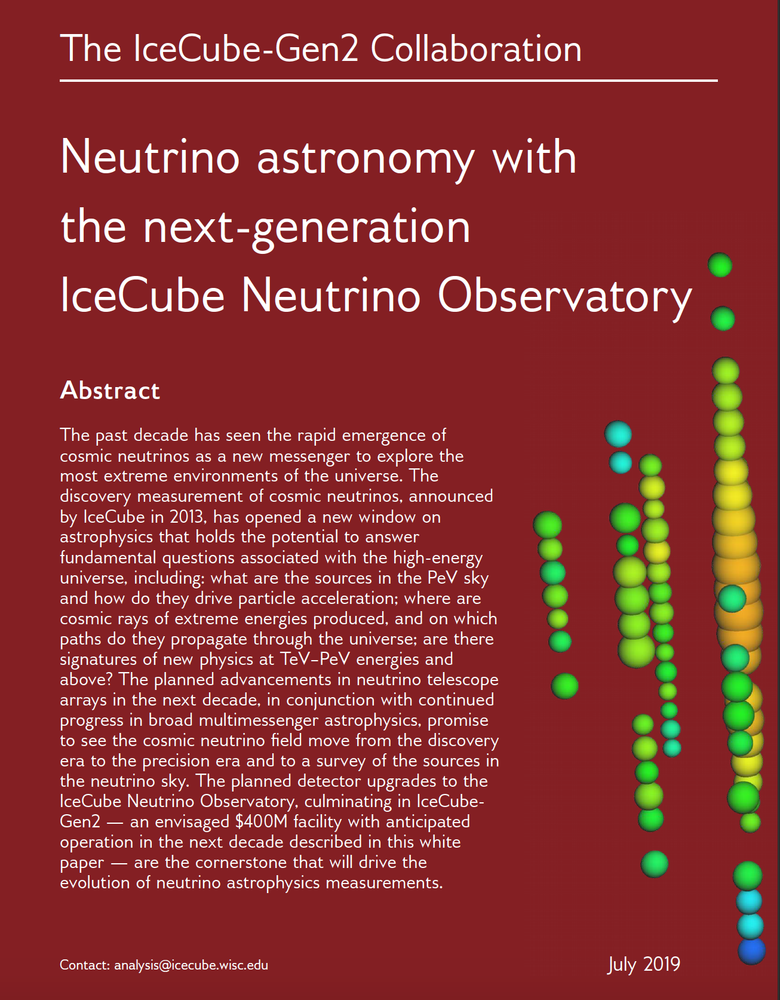 The IceCube-Gen2 Collaboration
Neutrino astronomy with
the next-generation
IceCube Neutrino Observatory
Abstract
The past decade has seen the rapid emergence of
cosmic neutrinos as a new messenger to explore the
most extreme environments of the universe. The
discovery measurement of cosmic neutrinos, announced
by IceCube in 2013, has opened a new window on
astrophysics that holds the potential to answer
fundamental questions associated with the high-energy
universe, including: what are the sources in the PeV sky
and how do they drive particle acceleration; where are
cosmic rays of extreme energies produced, and on which
paths do they propagate through the universe; are there
signatures of new physics at TeV–PeV energies and
above? The planned advancements in neutrino telescope
arrays in the next decade, in conjunction with continued
progress in broad multimessenger astrophysics, promise
to see the cosmic neutrino field move from the discovery
era to the precision era and to a survey of the sources in
the neutrino sky. The planned detector upgrades to the
IceCube Neutrino Observatory, culminating in IceCube-
Gen2 — an envisaged $400M facility with anticipated
operation in the next decade described in this white
paper — are the cornerstone that will drive the
evolution of neutrino astrophysics measurements.
Contact: analysis@icecube.wisc.edu
July 2019